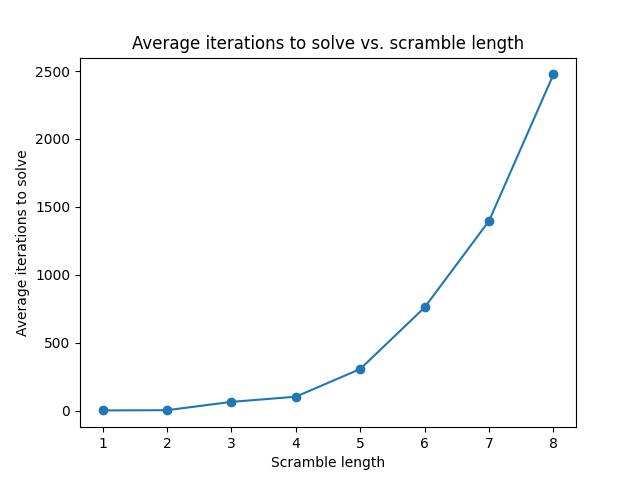 Average iterations to solve vs. scramble length
2500
2000
1500
1000
500
0
Average iterations to solve
1 2 3 4 5 6 7 8
Scramble length